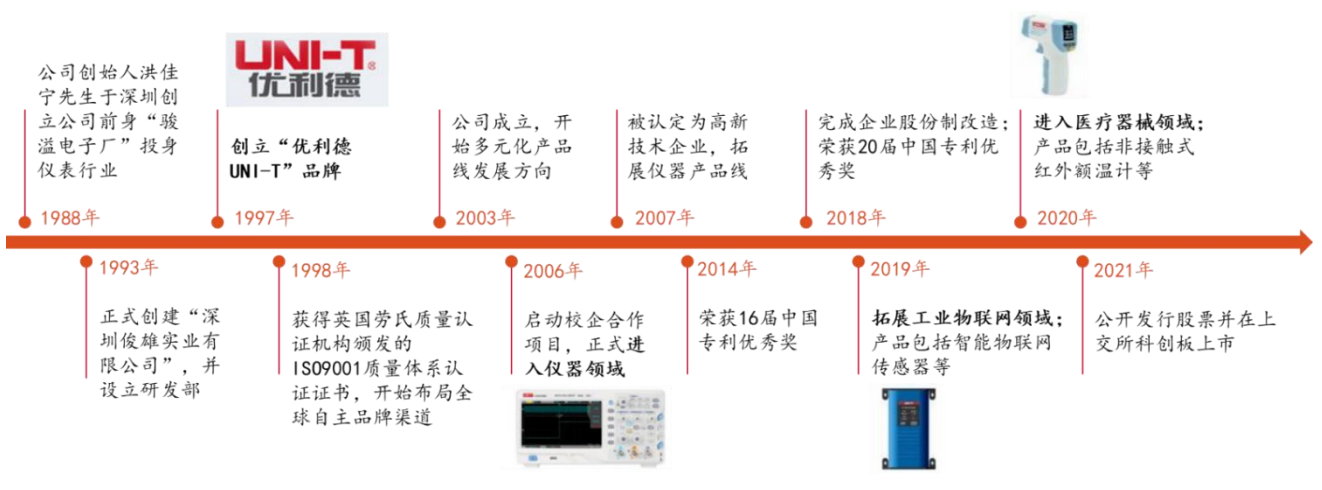 公司创始人洪佳
宁先生于深圳创
立公司前身“骏
溢电子厂”投身
仪表行业
1988年
UNI-T®
优利德
创立“优利德
UNI-T”品牌
1997年
公司成立，开
始多元化产品
线发展方向
2003年
被认定为高新
技术企业，拓
展仪器产品线
2007年
完成企业股份制改造；
荣获20届中国专利优
秀奖
2018年
进入医疗器械领域；
产品包括非接触式
红外额温计等
2020年
1993年
正式创建“深
圳俊雄实业有
限公司”，并
设立研发部
1998年
获得英国劳氏质量认
证机构颁发的
ISO9001质量体系认
证证书，开始布局全
球自主品牌渠道
2006年
启动校企合作
项目，正式进
入仪器领域
2014年
荣获16届中国
专利优秀奖
2019年
拓展工业物联网领域；
产品包括智能物联网
传感器等
2021年
公开发行股票并在上
交所科创板上市